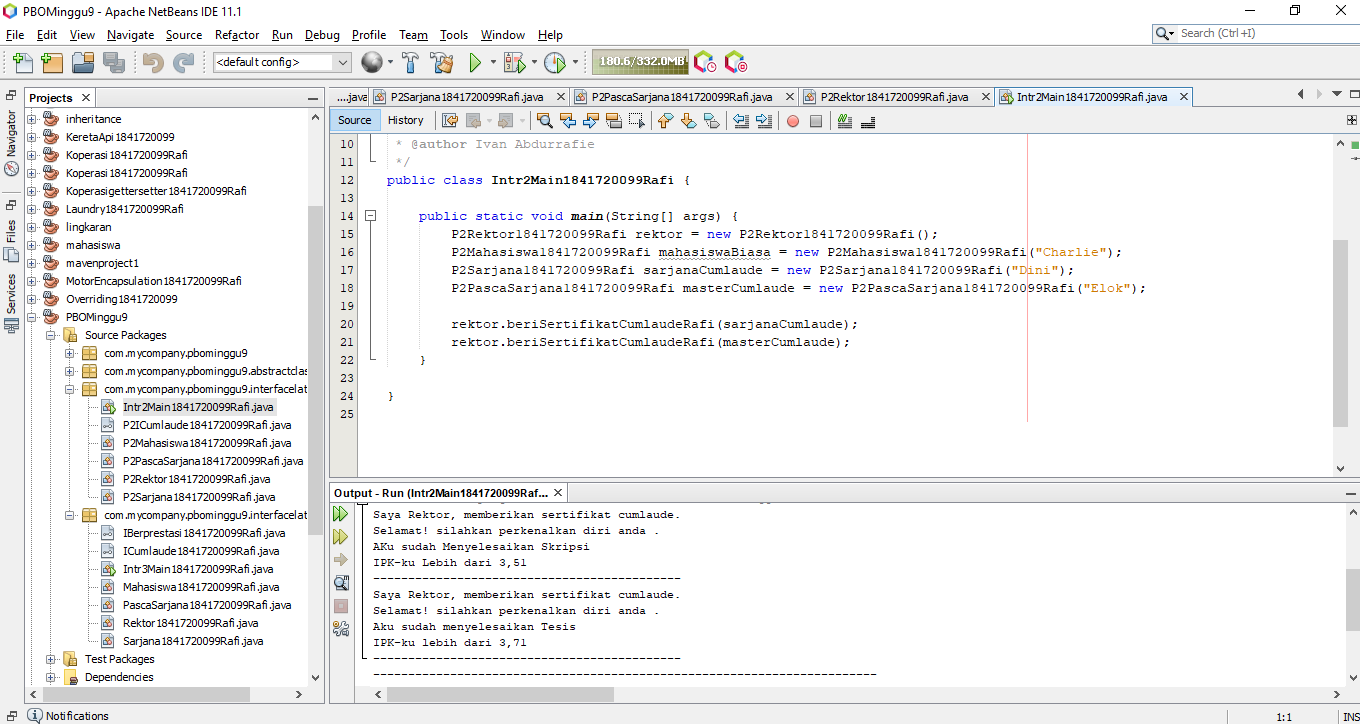 PBOMinggu9 - Apache NetBeans IDE 11.1
File Edit View Navigate Source Refactor Run Debug Profile Team Tools Window Help
Search (Ctrl+I)
<default config>
180.6/332.0MB
Projects
....java P2Sarjana1841720099Rafi.java P2PascaSarjana1841720099Rafi.java P2Rektor1841720099Rafi.java Intr2Main1841720099Rafi.java
Source History
Navigator
Files
Services
inheritance
KeretaApi1841720099
Koperasi1841720099Rafi
Koperasi1841720099Rafi
Koperasigettersetter1841720099Rafi
Laundry1841720099Rafi
lingkaran
mahasiswa
mavenproject1
MotorEncapsulation1841720099Rafi
Overriding1841720099
PBOMinggu9
Source Packages
com.mycompany.pbominggu9
com.mycompany.pbominggu9.abstractclas
com.mycompany.pbominggu9.interfacelat
Intr2Main1841720099Rafi.java
P2ICumlaude1841720099Rafi.java
P2Mahasiswa1841720099Rafi.java
P2PascaSarjana1841720099Rafi.java
P2Rektor1841720099Rafi.java
P2Sarjana1841720099Rafi.java
com.mycompany.pbominggu9.interfacelat
IBerprestasi1841720099Rafi.java
ICumlaude1841720099Rafi.java
Intr3Main1841720099Rafi.java
Mahasiswa1841720099Rafi.java
PascaSarjana1841720099Rafi.java
Rektor1841720099Rafi.java
Sarjana1841720099Rafi.java
Test Packages
Dependencies
10 * @author Ivan Abdurrafie
11 */
12 public class Intr2Main1841720099Rafi {
13
14 public static void main(String[] args) {
15 P2Rektor1841720099Rafi rektor = new P2Rektor1841720099Rafi();
16 P2Mahasiswa1841720099Rafi mahasiswaBiasa = new P2Mahasiswa1841720099Rafi("Charlie");
17 P2Sarjana1841720099Rafi sarjanaCumlaude = new P2Sarjana1841720099Rafi("Dini");
18 P2PascaSarjana1841720099Rafi masterCumlaude = new P2PascaSarjana1841720099Rafi("Elok");
19
20 rektor.beriSertifikatCumlaudeRafi(sarjanaCumlaude);
21 rektor.beriSertifikatCumlaudeRafi(masterCumlaude);
22 }
23
24 }
25
Output - Run (Intr2Main1841720099Raf...
Saya Rektor, memberikan sertifikat cumlaude.
Selamat! silahkan perkenalkan diri anda .
AKu sudah Menyelesaikan Skripsi
IPK-ku Lebih dari 3,51
--------------------------------------------
Saya Rektor, memberikan sertifikat cumlaude.
Selamat! silahkan perkenalkan diri anda .
Aku sudah menyelesaikan Tesis
IPK-ku lebih dari 3,71
--------------------------------------------
------------------------------------------------------------------------
Notifications
1:1
INS